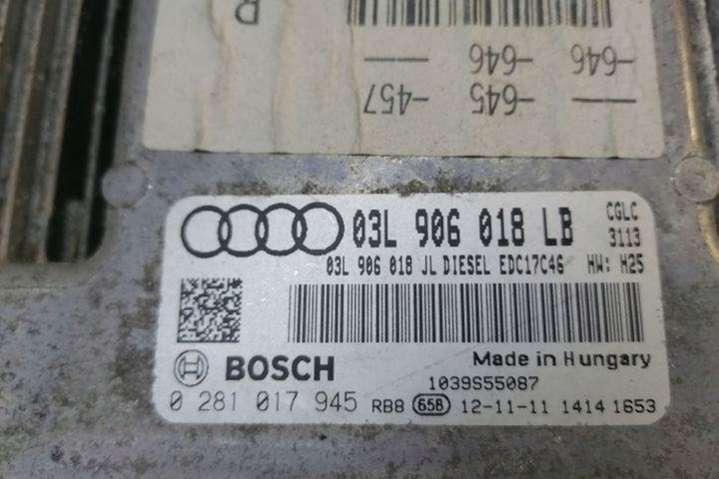 R
-646 -646 —
— -645 -457
03L 906 018 LB CGLC
3113
03L 906 018 JL DIESEL EDC17C46 HW: H25
BOSCH
Made in Hungary
1039S55087
0 281 017 945 RB8 65B 12-11-11 1414 1653